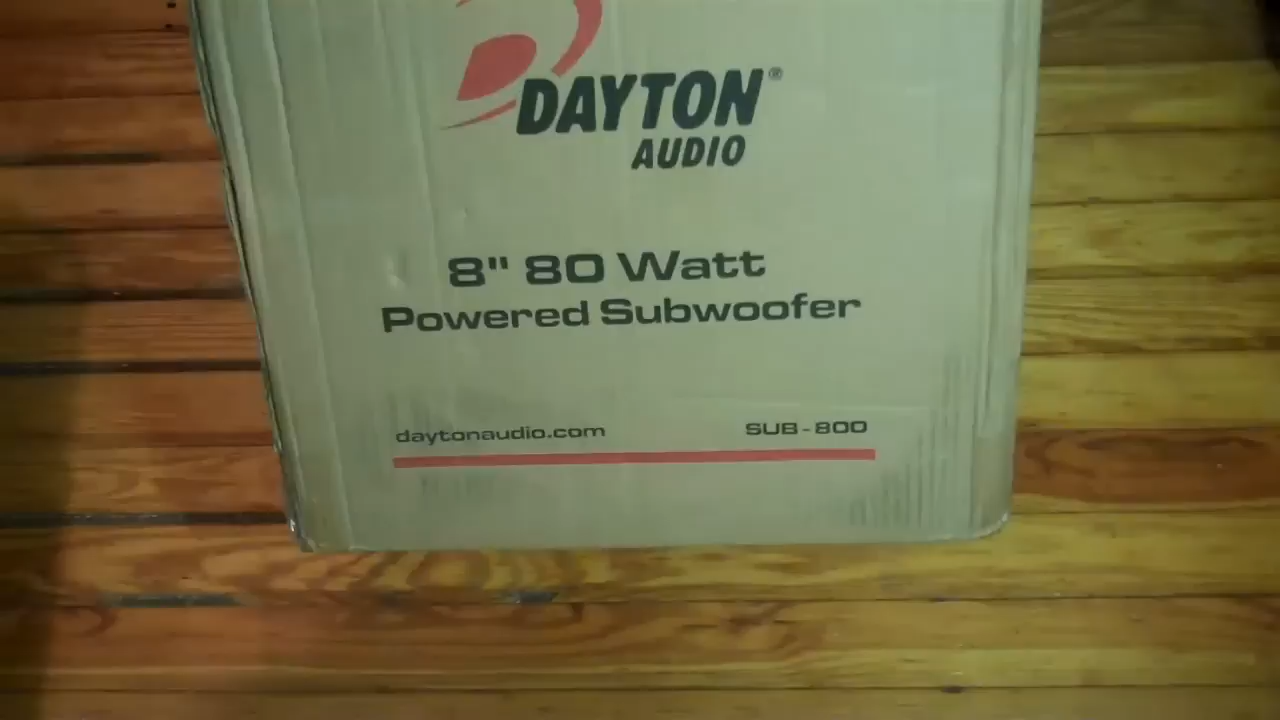 DAYTON®
AUDIO
8" 80 Watt
Powered Subwoofer
daytonaudio.com
SUB-800